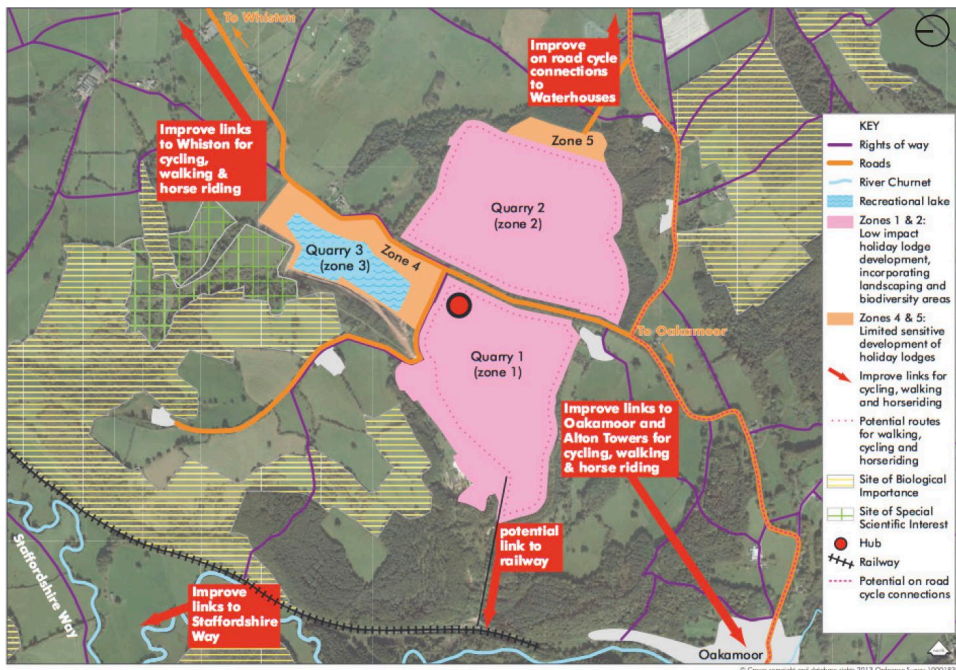 To Whiston
Improve
on road cycle
connections
to
Waterhouses
Improve links
to Whiston for
cycling,
walking &
horse riding
Zone 5
Quarry 2
(zone 2)
Quarry 3
(zone 3)
Zone 4
To Oakamoor
Quarry 1
(zone 1)
Improve links to
Oakamoor and
Alton Towers for
cycling, walking
& horse riding
potential
link to
railway
Staffordshire Way
Improve
links to
Staffordshire
Way
Oakamoor
KEY
Rights of way
Roads
River Churnet
Recreational lake
Zones 1 & 2:
Low impact
holiday lodge
development,
incorporating
landscaping and
biodiversity areas
Zones 4 & 5:
Limited sensitive
development of
holiday lodges
Improve links for
cycling, walking
and horseriding
Potential routes
for walking,
cycling and
horseriding
Site of Biological
Importance
Site of Special
Scientific Interest
Hub
Railway
Potential on road
cycle connections